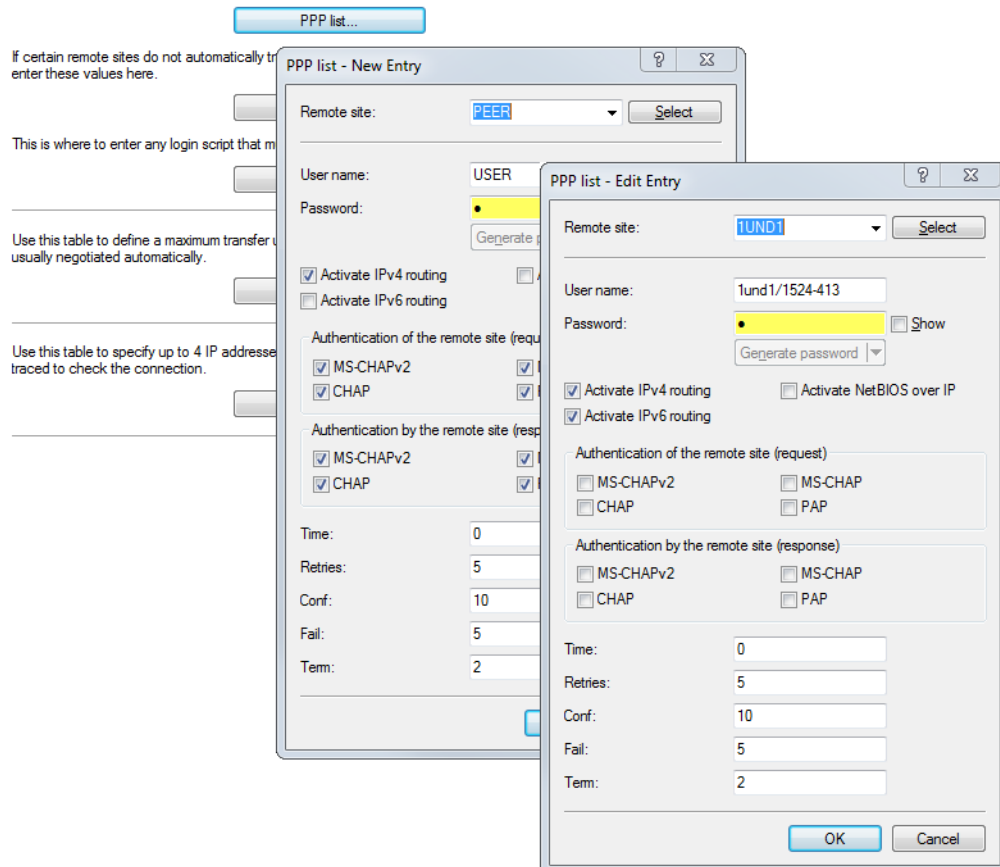 PPP list...
If certain remote sites do not automatically
enter these values here.
This is where to enter any login script that
Use this table to define a maximum transfer
usually negotiated automatically.
Use this table to specify up to 4 IP
traced to check the connection.
PPP list - New Entry
Remote site:
PEER
Select
User name:
USER
Password:
•
Generate
Activate IPv4 routing
Activate IPv6 routing
Authentication of the remote site
MS-CHAPv2
CHAP
Authentication by the remote site
MS-CHAPv2
CHAP
Time:
0
Retries:
5
Conf:
10
Fail:
5
Term:
2
PPP list - Edit Entry
Remote site:
1UND1
Select
User name:
1und1/1524-413
Password:
•
Show
Generate password
Activate IPv4 routing
Activate NetBIOS over IP
Activate IPv6 routing
Authentication of the remote site (request)
MS-CHAPv2
MS-CHAP
CHAP
PAP
Authentication by the remote site (response)
MS-CHAPv2
MS-CHAP
CHAP
PAP
Time:
0
Retries:
5
Conf:
10
Fail:
5
Term:
2
OK
Cancel